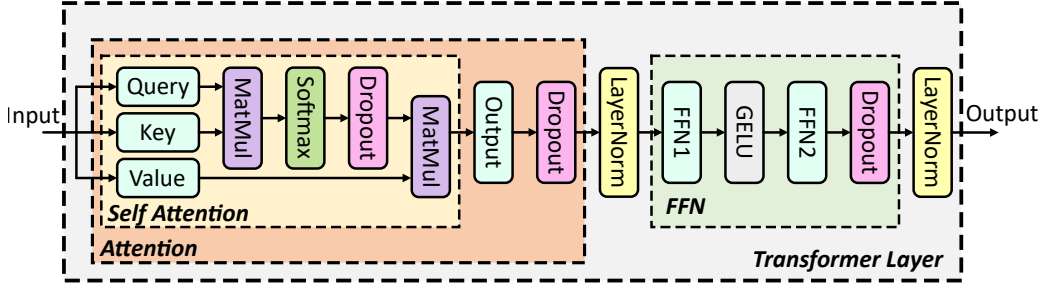 Input
Query
Key
Value
MatMul
Softmax
Dropout
MatMul
Self Attention
Output
Dropout
Attention
LayerNorm
FFN1
GELU
FFN2
Dropout
FFN
LayerNorm
Transformer Layer
Output